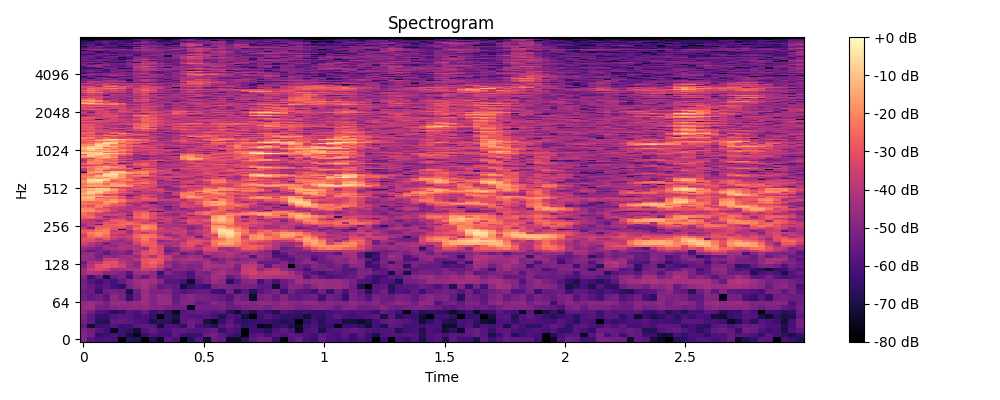 Spectrogram
+0 dB
4096
-10 dB
2048
-20 dB
1024
-30 dB
Hz
512
-40 dB
256
-50 dB
128
-60 dB
64
-70 dB
0
-80 dB
0 0.5 1 1.5 2 2.5
Time